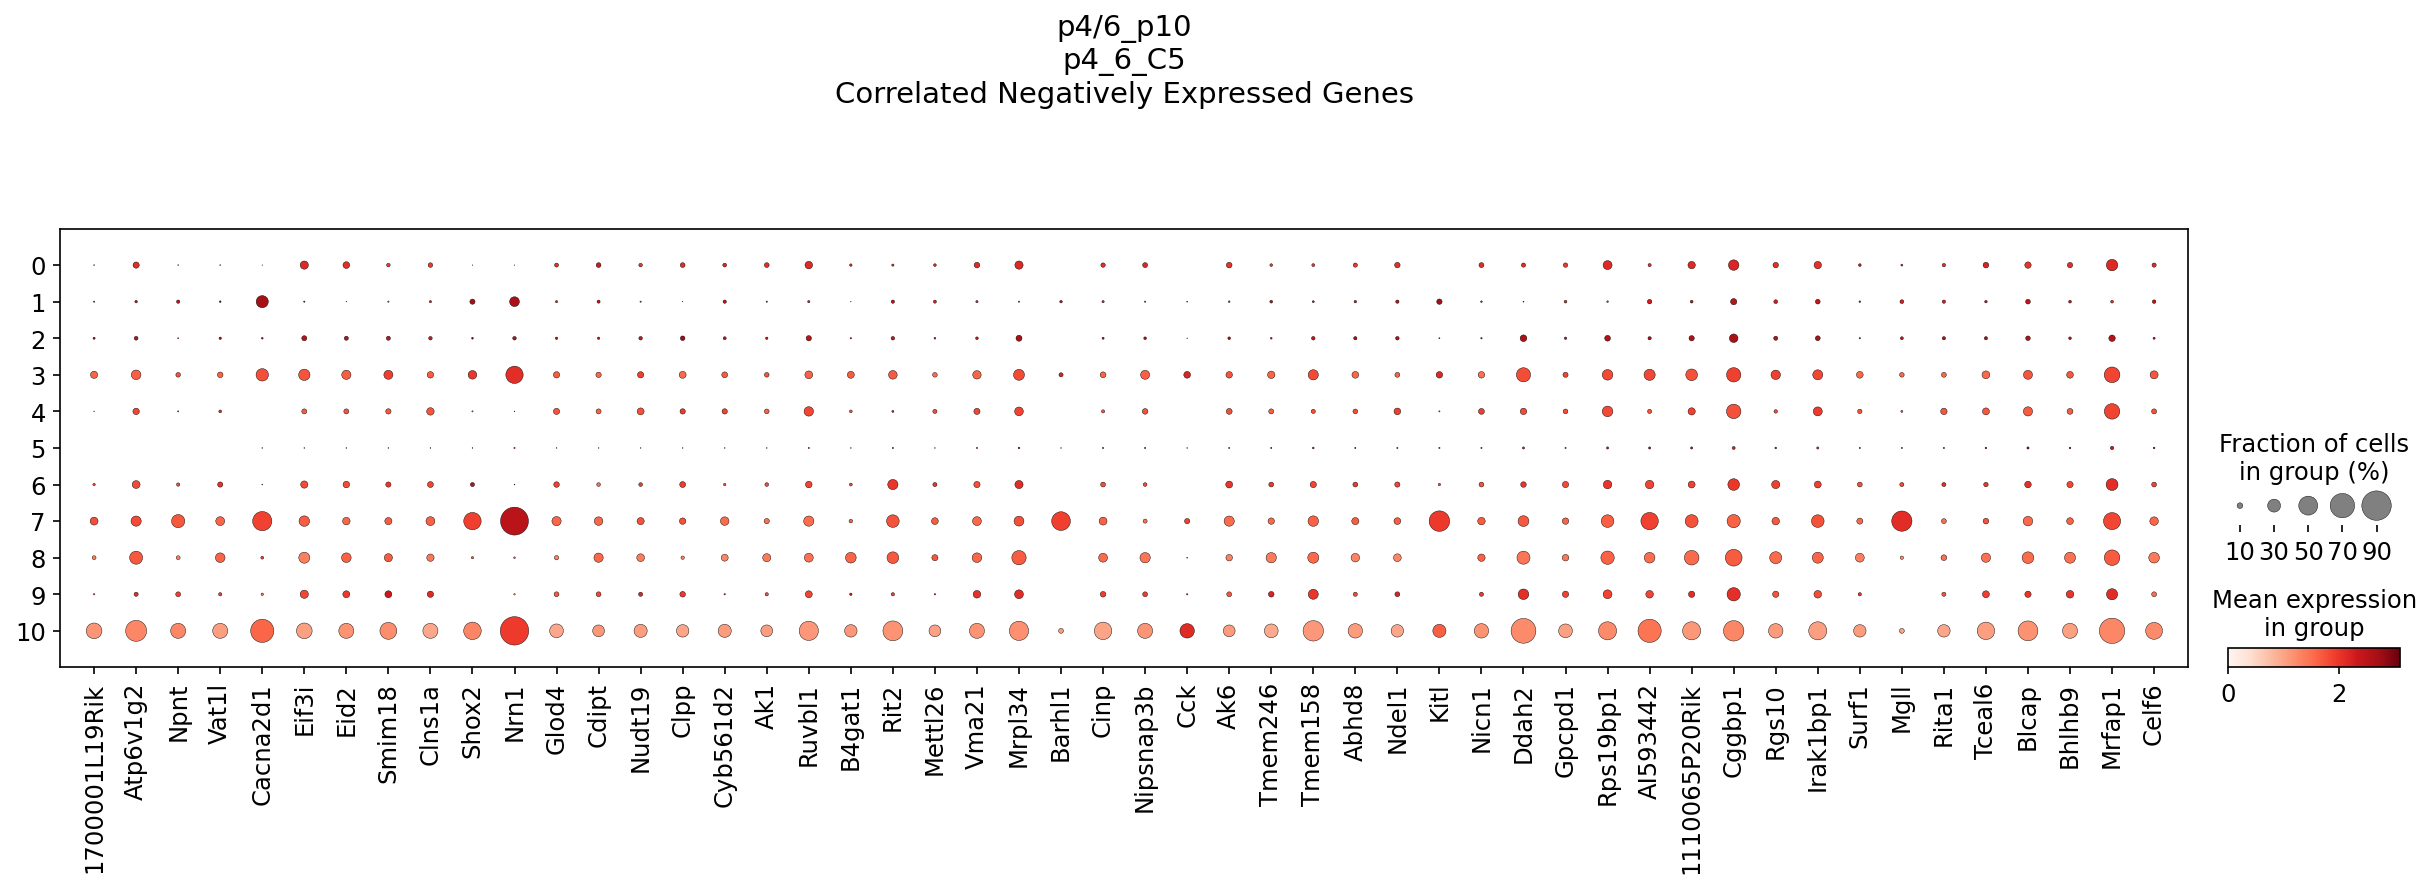 p4/6_p10
p4_6_C5
Correlated Negatively Expressed Genes
0
1
2
3
4
5
6
7
8
9
10
1700001L19Rik
Atp6v1g2
Npnt
Vat1l
Cacna2d1
Eif3i
Eid2
Smim18
Clns1a
Shox2
Nrn1
Glod4
Cdipt
Nudt19
Clpp
Cyb561d2
Ak1
Ruvbl1
B4gat1
Rit2
Mettl26
Vma21
Mrpl34
Barhl1
Cinp
Nipsnap3b
Cck
Ak6
Tmem246
Tmem158
Abhd8
Ndel1
Kitl
Nicn1
Ddah2
Gpcpd1
Rps19bp1
AI593442
1110065P20Rik
Cggbp1
Rgs10
Irak1bp1
Surf1
Mgll
Rita1
Tceal6
Blcap
Bhlhb9
Mrfap1
Celf6
Fraction of cells
in group (%)
10 30 50 70 90
Mean expression
in group
0 2